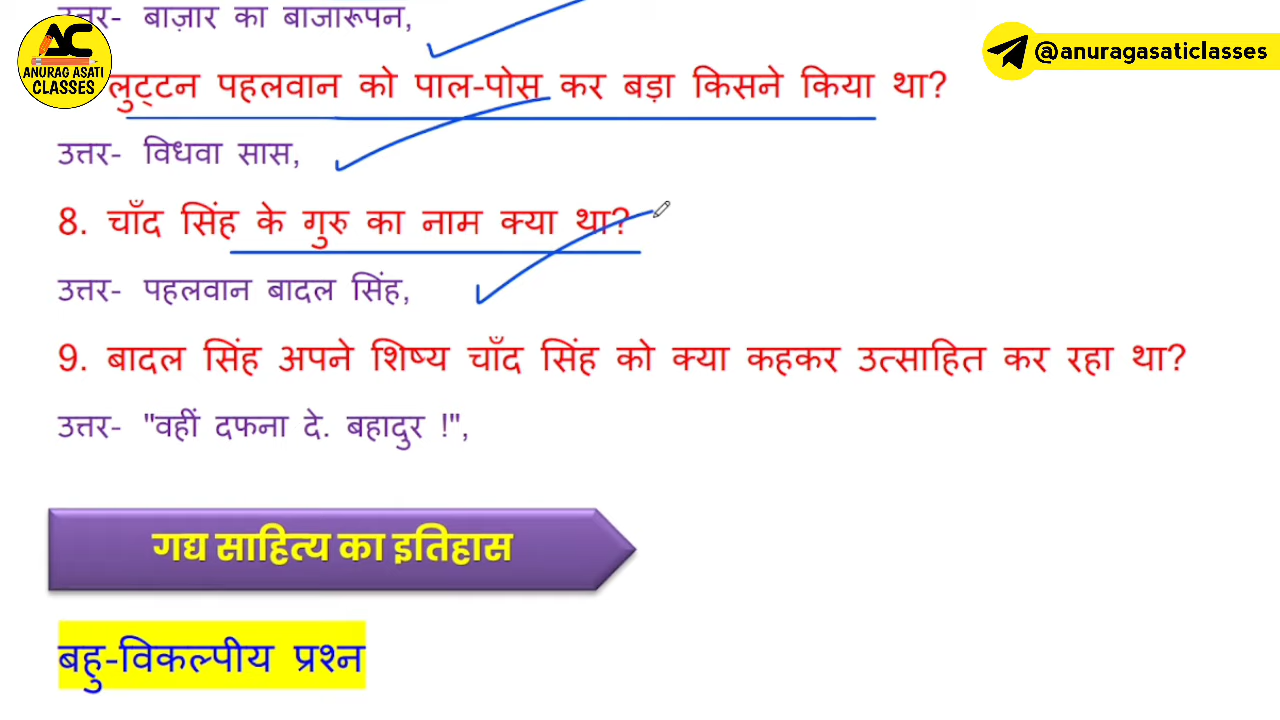 उत्तर- बाज़ार का बाजारूपन,
AC
ANURAG ASATI
CLASSES
@anuragasaticlasses
लुट्टन पहलवान को पाल-पोस कर बड़ा किसने किया था?
उत्तर- विधवा सास,
8. चाँद सिंह के गुरु का नाम क्या था?
उत्तर- पहलवान बादल सिंह,
9. बादल सिंह अपने शिष्य चाँद सिंह को क्या कहकर उत्साहित कर रहा था?
उत्तर- "वहीं दफना दे. बहादुर !",
गद्य साहित्य का इतिहास
बहु-विकल्पीय प्रश्न